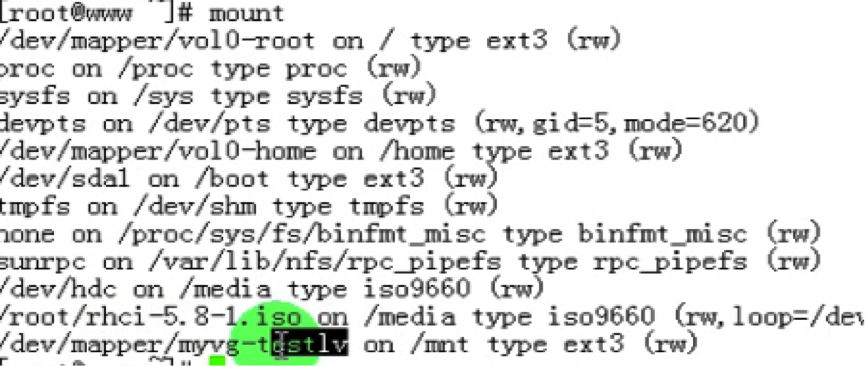 [root@www ~]# mount
/dev/mapper/vol0-root on / type ext3 (rw)
proc on /proc type proc (rw)
sysfs on /sys type sysfs (rw)
devpts on /dev/pts type devpts (rw,gid=5,mode=620)
/dev/mapper/vol0-home on /home type ext3 (rw)
/dev/sda1 on /boot type ext3 (rw)
tmpfs on /dev/shm type tmpfs (rw)
none on /proc/sys/fs/binfmt_misc type binfmt_misc (rw)
sunrpc on /var/lib/nfs/rpc_pipefs type rpc_pipefs (rw)
/dev/hdc on /media type iso9660 (rw)
/root/rhci-5.8-1.iso on /media type iso9660 (rw,loop=/dev
/dev/mapper/myvg-testlv on /mnt type ext3 (rw)